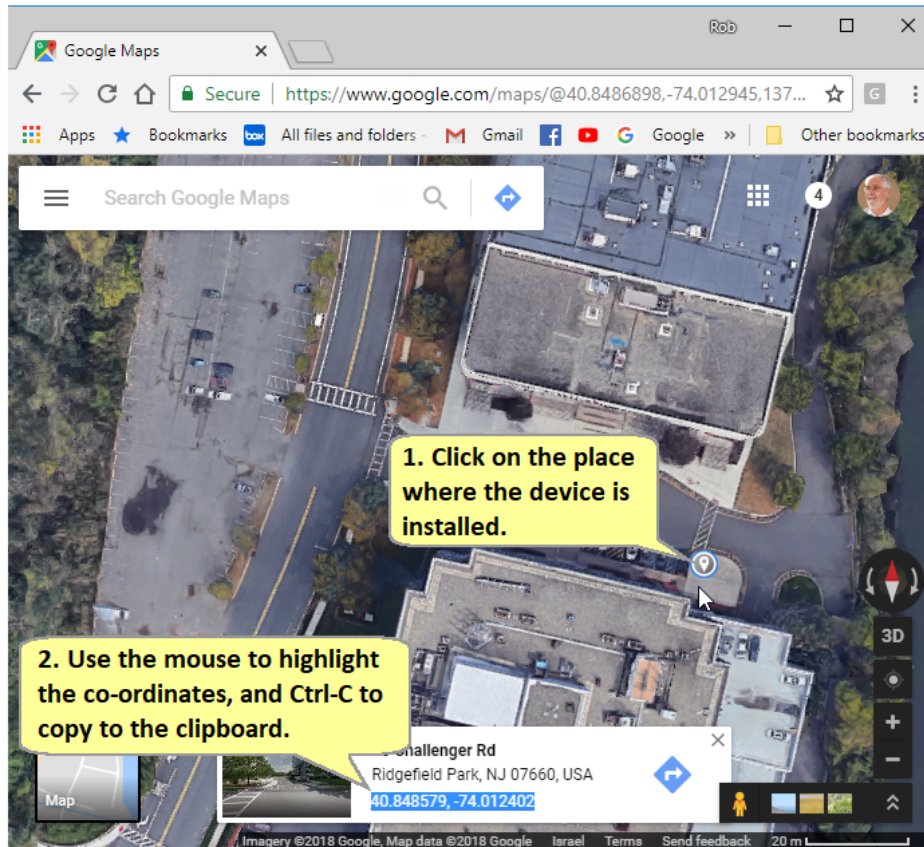 Rob
Google Maps
Secure | https://www.google.com/maps/@40.8486898,-74.012945,137...
G
Apps Bookmarks box All files and folders - Gmail Google » Other bookmarks
Search Google Maps
4
1. Click on the place
where the device is
installed.
3D
2. Use the mouse to highlight
the co-ordinates, and Ctrl-C to
copy to the clipboard.
Challenger Rd
Ridgefield Park, NJ 07660, USA
40.848579, -74.012402
Map
Imagery ©2018 Google, Map data ©2018 Google Israel Terms Send feedback 20 m